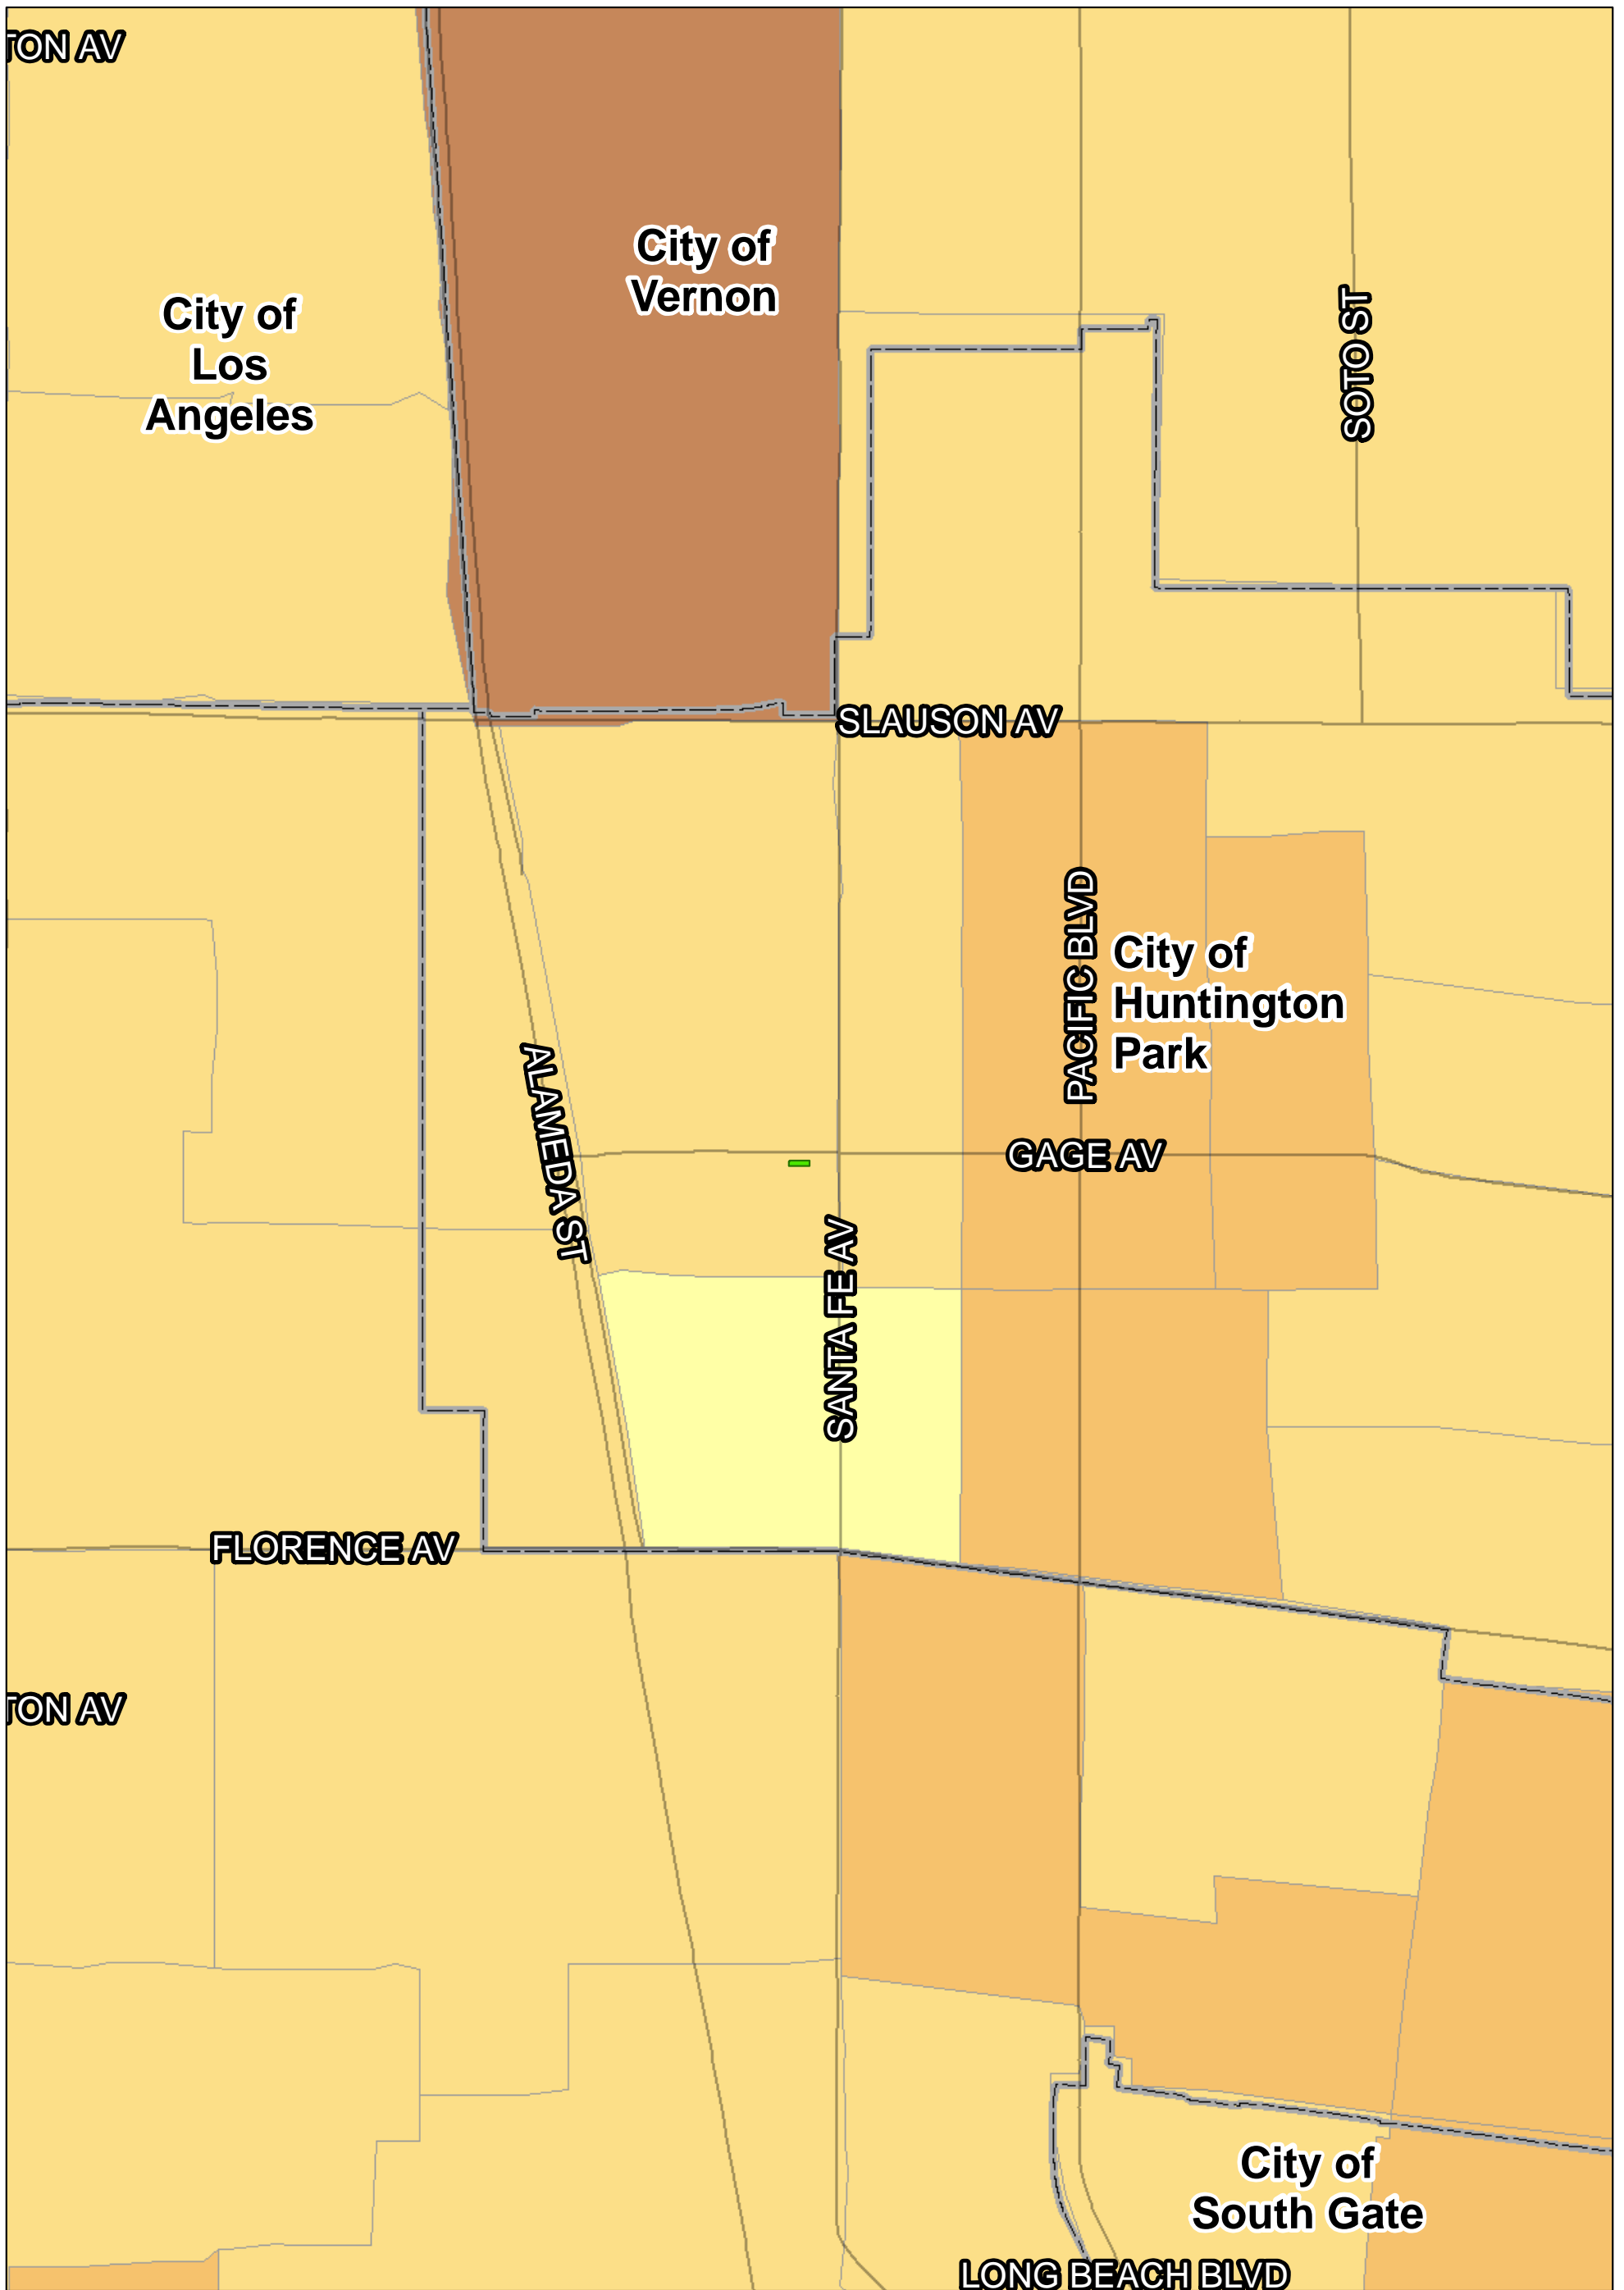 TON AV
City of
Vernon
City of
Los
Angeles
SOTO ST
SLAUSON AV
PACIFIC BLVD
City of
Huntington
Park
ALAMEDA ST
GAGE AV
SANTA FE AV
FLORENCE AV
TON AV
City of
South Gate
LONG BEACH BLVD